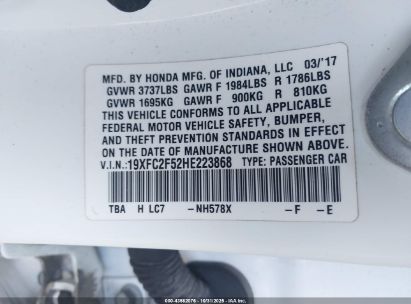 MFD. BY HONDA MFG. OF INDIANA, LLC 03/'17
GVWR 3737LBS GAWR F 1984LBS R 1786LBS
GVWR 1695KG GAWR F 900KG R 810KG
THIS VEHICLE CONFORMS TO ALL APPLICABLE
FEDERAL MOTOR VEHICLE SAFETY, BUMPER,
AND THEFT PREVENTION STANDARDS IN EFFECT
ON THE DATE OF MANUFACTURE SHOWN ABOVE.
V.I.N.: 19XFC2F52HE223868 TYPE: PASSENGER CAR
TBA H LC7 -NH578X -F -E